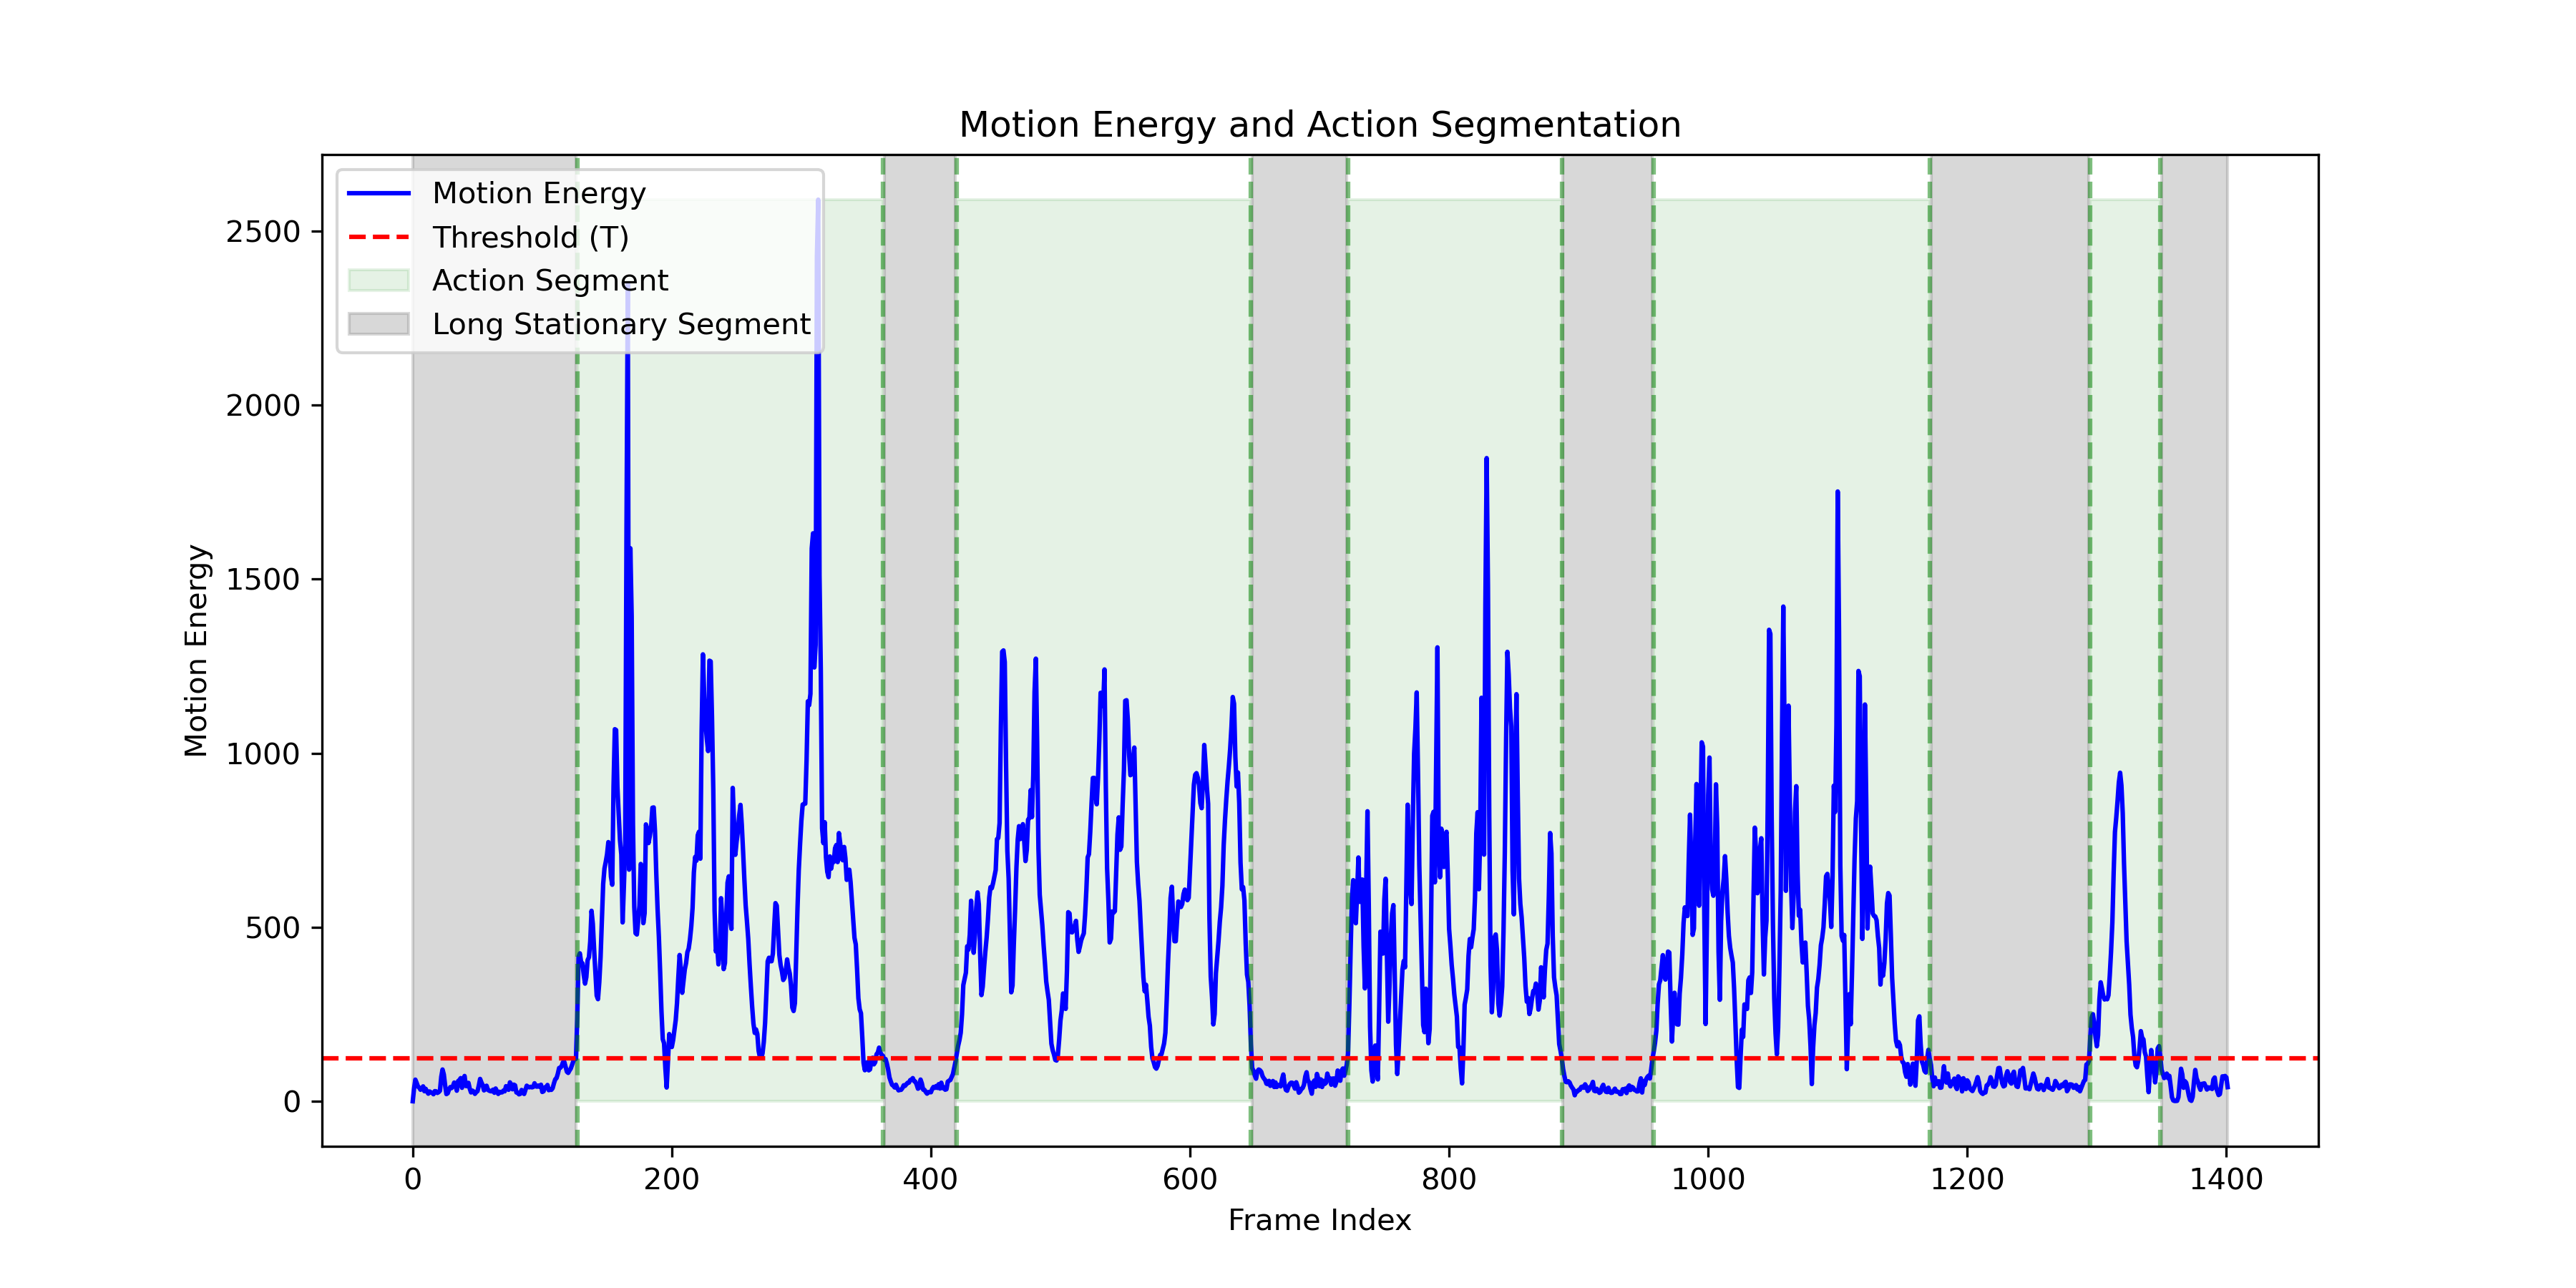 Motion Energy and Action Segmentation
Motion Energy
Threshold (T)
Action Segment
Long Stationary Segment
2500
2000
1500
1000
500
0
Motion Energy
0 200 400 600 800 1000 1200 1400
Frame Index